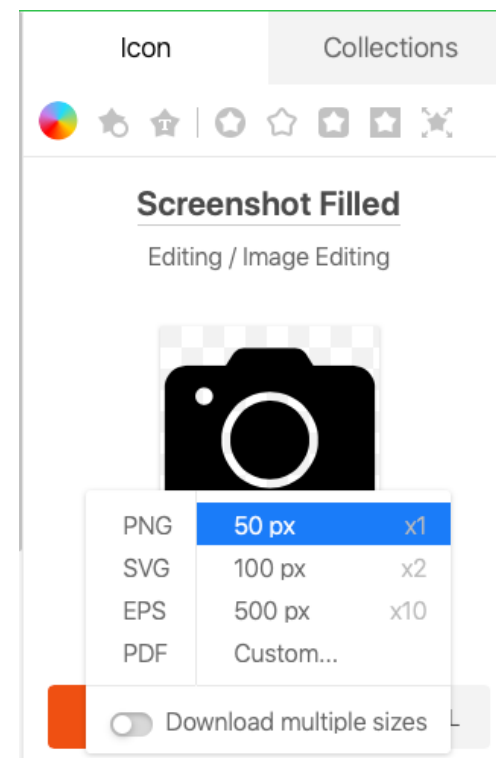 Icon Collections
T
Screenshot Filled
Editing / Image Editing
PNG 50 px x1
SVG 100 px x2
EPS 500 px x10
PDF Custom...
Download multiple sizes L